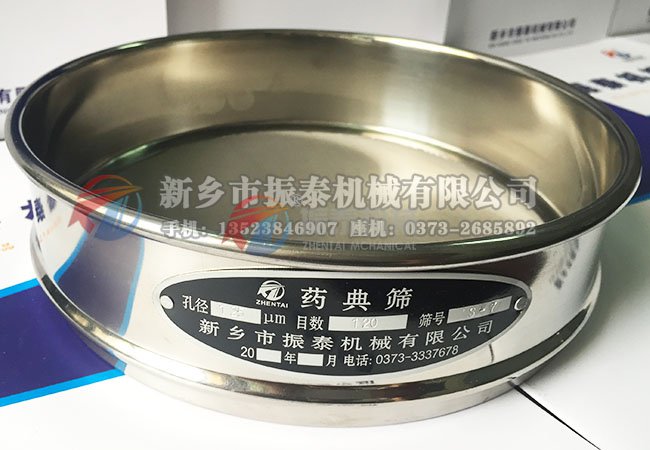 新乡市振泰机械有限公司
手机：13523846907 座机：0373-2685892
ZHENTAI MCHANICAL
ZHENTAI
药典筛
孔径 μm 目数 120 筛号
新乡市振泰机械有限公司
20 年 月 电话:0373-3337678